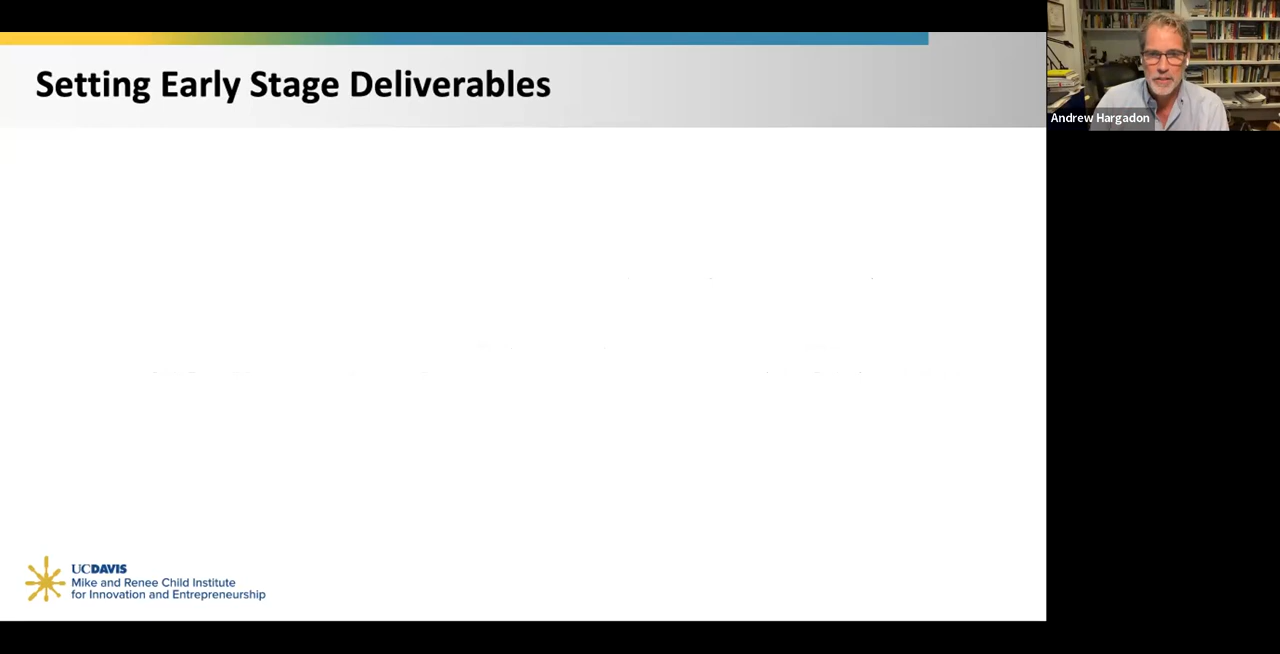 Setting Early Stage Deliverables
Andrew Hargadon
UCDAVIS
Mike and Renee Child Institute
for Innovation and Entrepreneurship